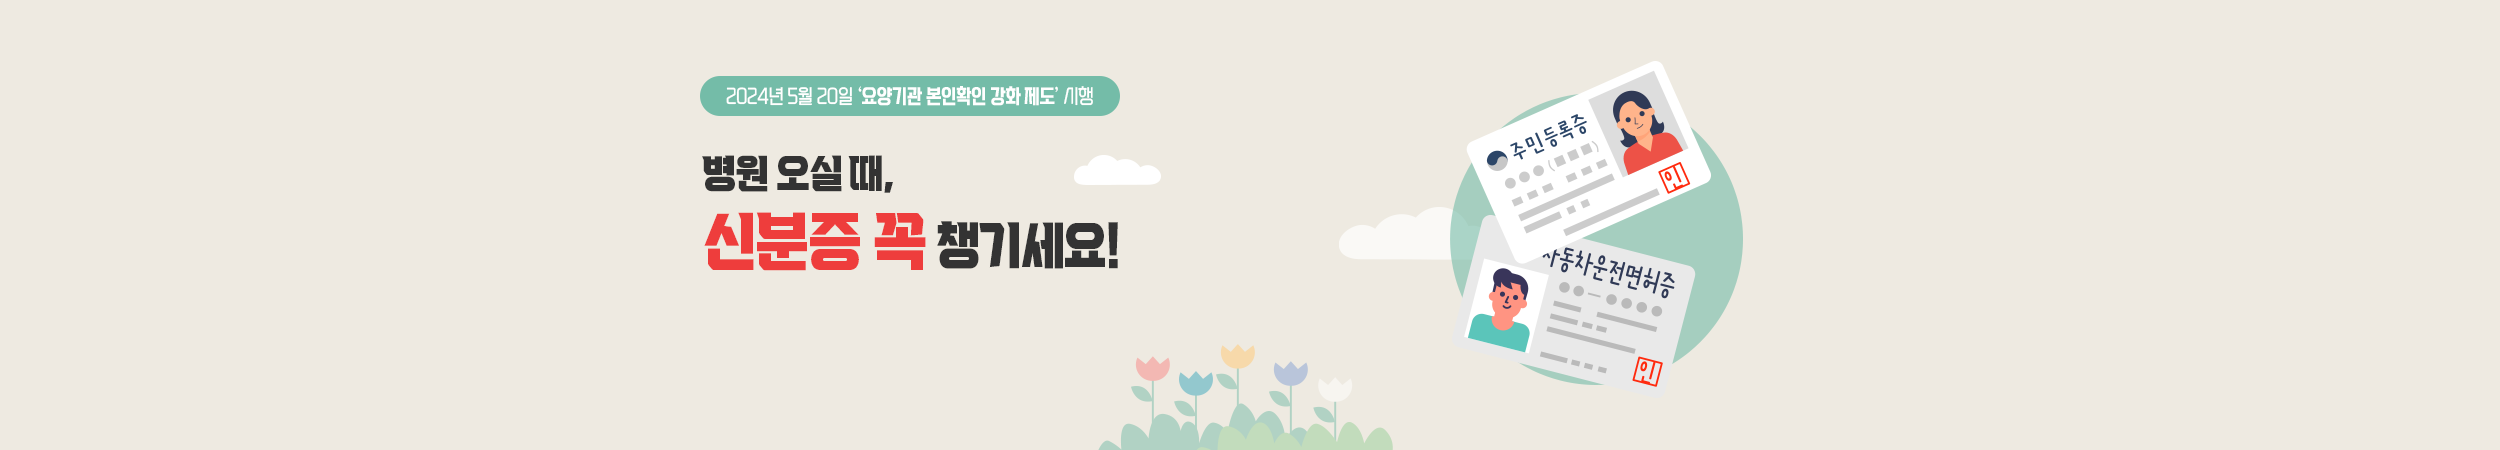 2024년 5월 20일 '요양기관 본인확인 강화 제도' 시행
병원 오실때,
신분증 꼭 챙기세요!
주민등록증
인
자동차운전면허증
인